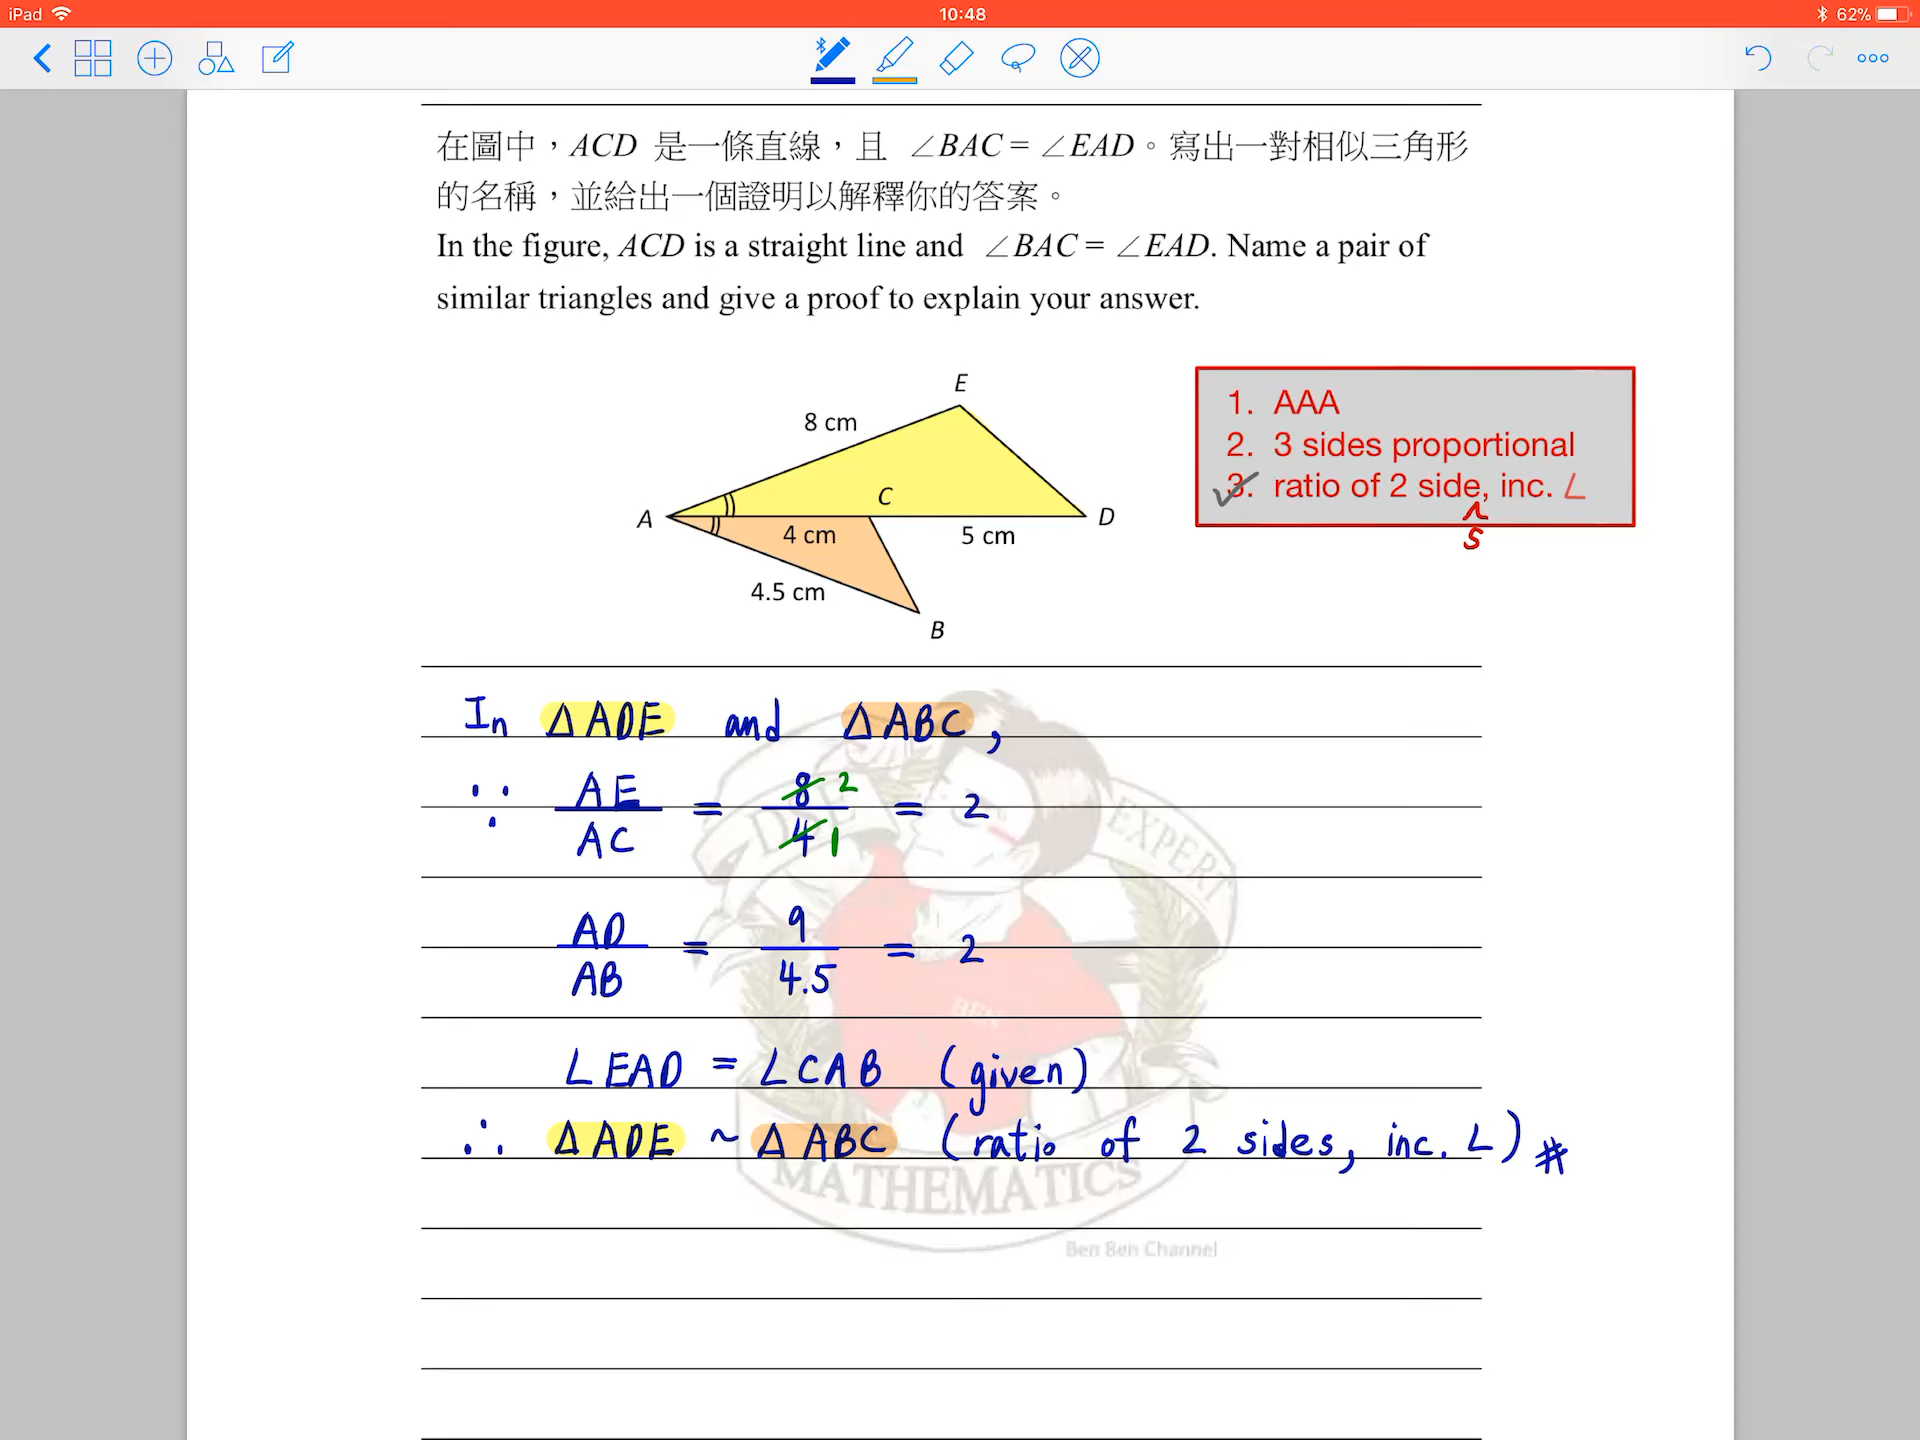 iPad
10:48
62%
在圖中，ACD 是一條直線，且 ∠BAC = ∠EAD。寫出一對相似三角形
的名稱，並給出一個證明以解釋你的答案。
In the figure, ACD is a straight line and ∠BAC = ∠EAD. Name a pair of
similar triangles and give a proof to explain your answer.
E
8 cm
C
A
D
4 cm
5 cm
4.5 cm
B
1. AAA
2. 3 sides proportional
3. ratio of 2 side, inc. ∠
s
In ΔADE and ΔABC,
∵ AE/AC = 8/4 = 2
2
1
AD/AB = 9/4.5 = 2
∠EAD = ∠CAB (given)
∴ ΔADE ~ ΔABC (ratio of 2 sides, inc. ∠) #
DSE
EXPERT
BEN
MATHEMATICS
Ben Ben Channel